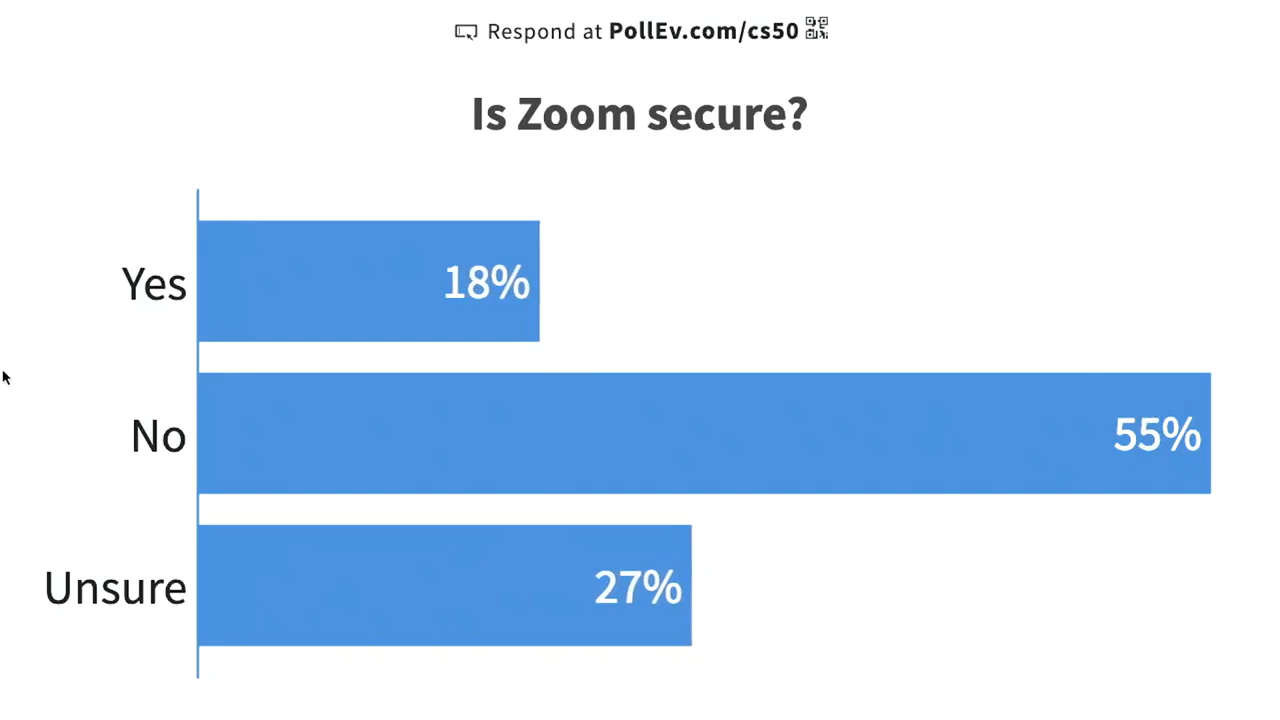 Respond at PollEv.com/cs50
Is Zoom secure?
Yes 18%
No 55%
Unsure 27%